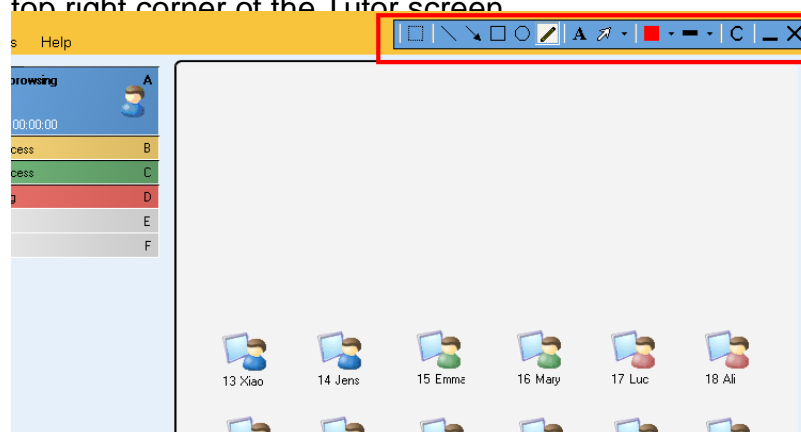 top right corner of the Tutor screen
s Help
A C
browsing A
00:00:00
cess B
cess C
g D
E
F
13 Xiao 14 Jens 15 Emma 16 Mary 17 Luc 18 Ali